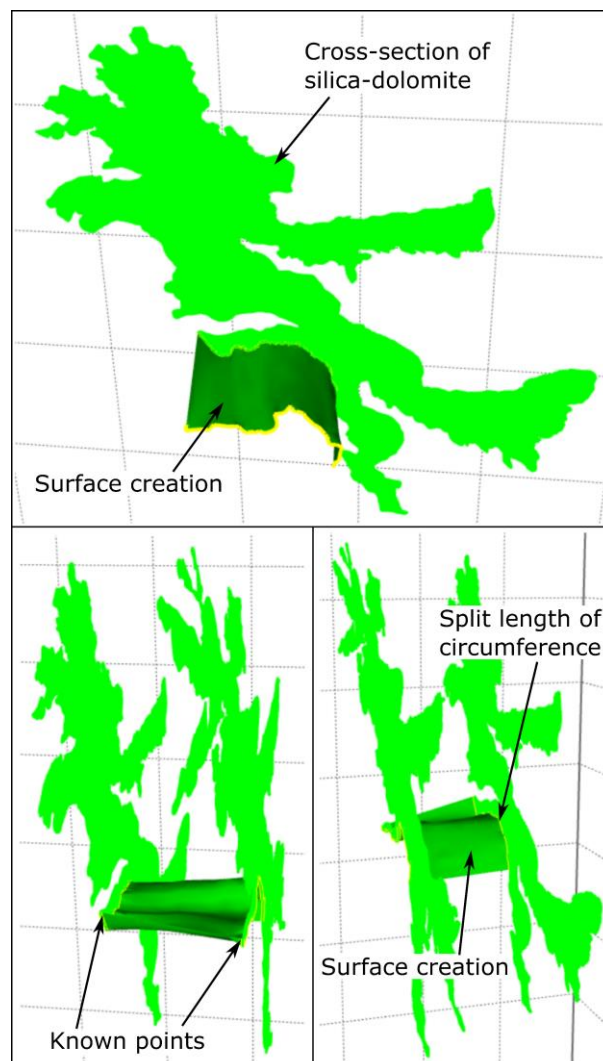 Cross-section of
silica-dolomite
Surface creation
Known points
Split length of
circumference
Surface creation